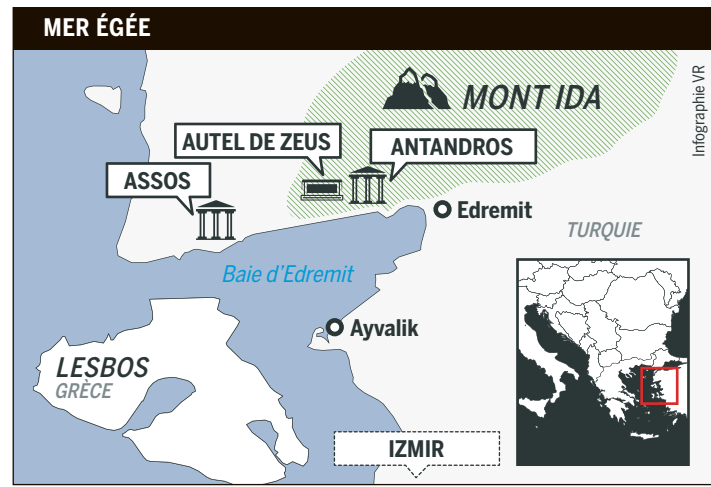 MER ÉGÉE
Infographie VR
MONT IDA
AUTEL DE ZEUS
ANTANDROS
ASSOS
Edremit
TURQUIE
Baie d’Edremit
Ayvalik
LESBOS
GRÈCE
IZMIR